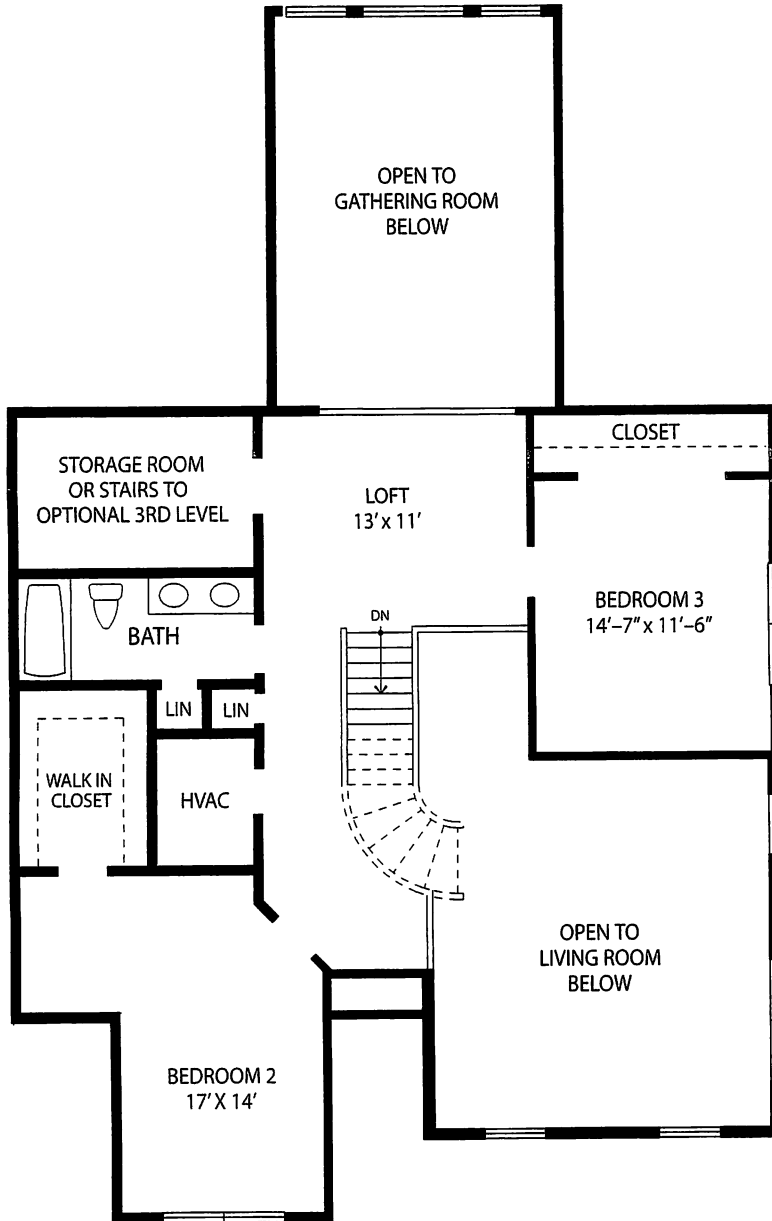 OPEN TO
GATHERING ROOM
BELOW
CLOSET
STORAGE ROOM
OR STAIRS TO
OPTIONAL 3RD LEVEL
LOFT
13' x 11'
BEDROOM 3
14'–7" x 11'–6"
DN
BATH
LIN
LIN
WALK IN
CLOSET
HVAC
OPEN TO
LIVING ROOM
BELOW
BEDROOM 2
17' X 14'